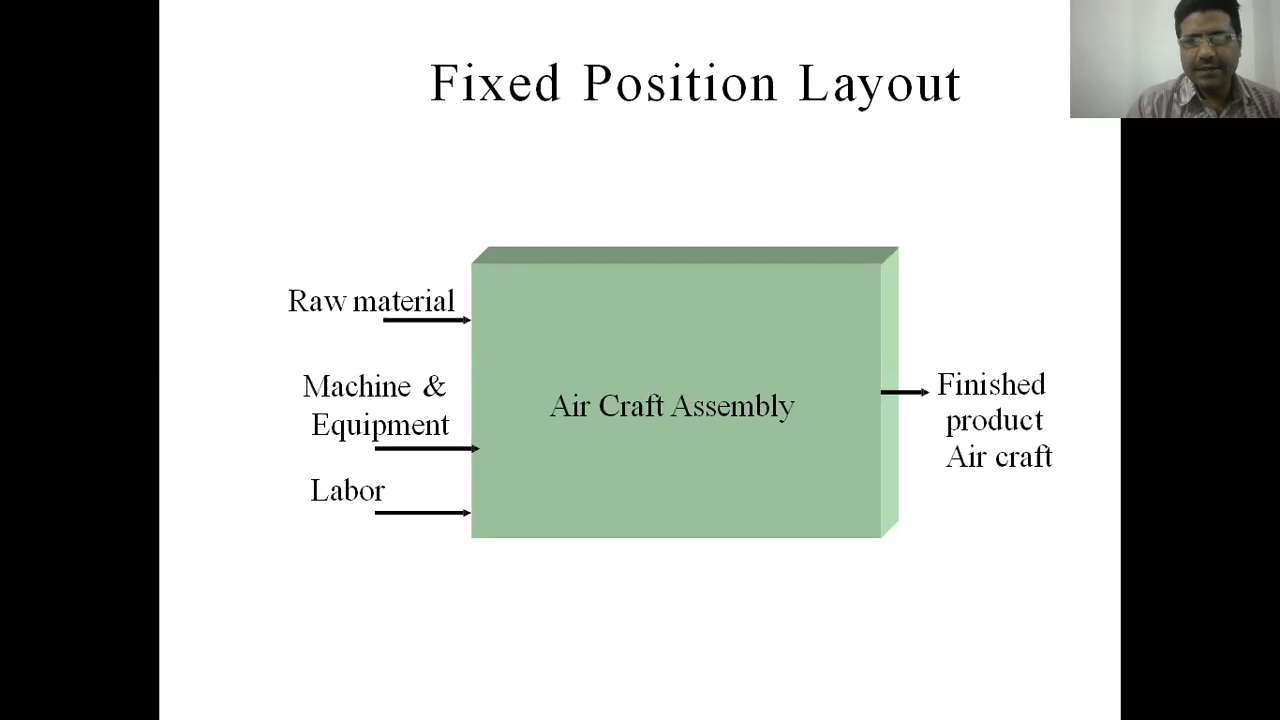 Fixed Position Layout
Raw material
Machine &
Equipment
Labor
Air Craft Assembly
Finished
product
Air craft